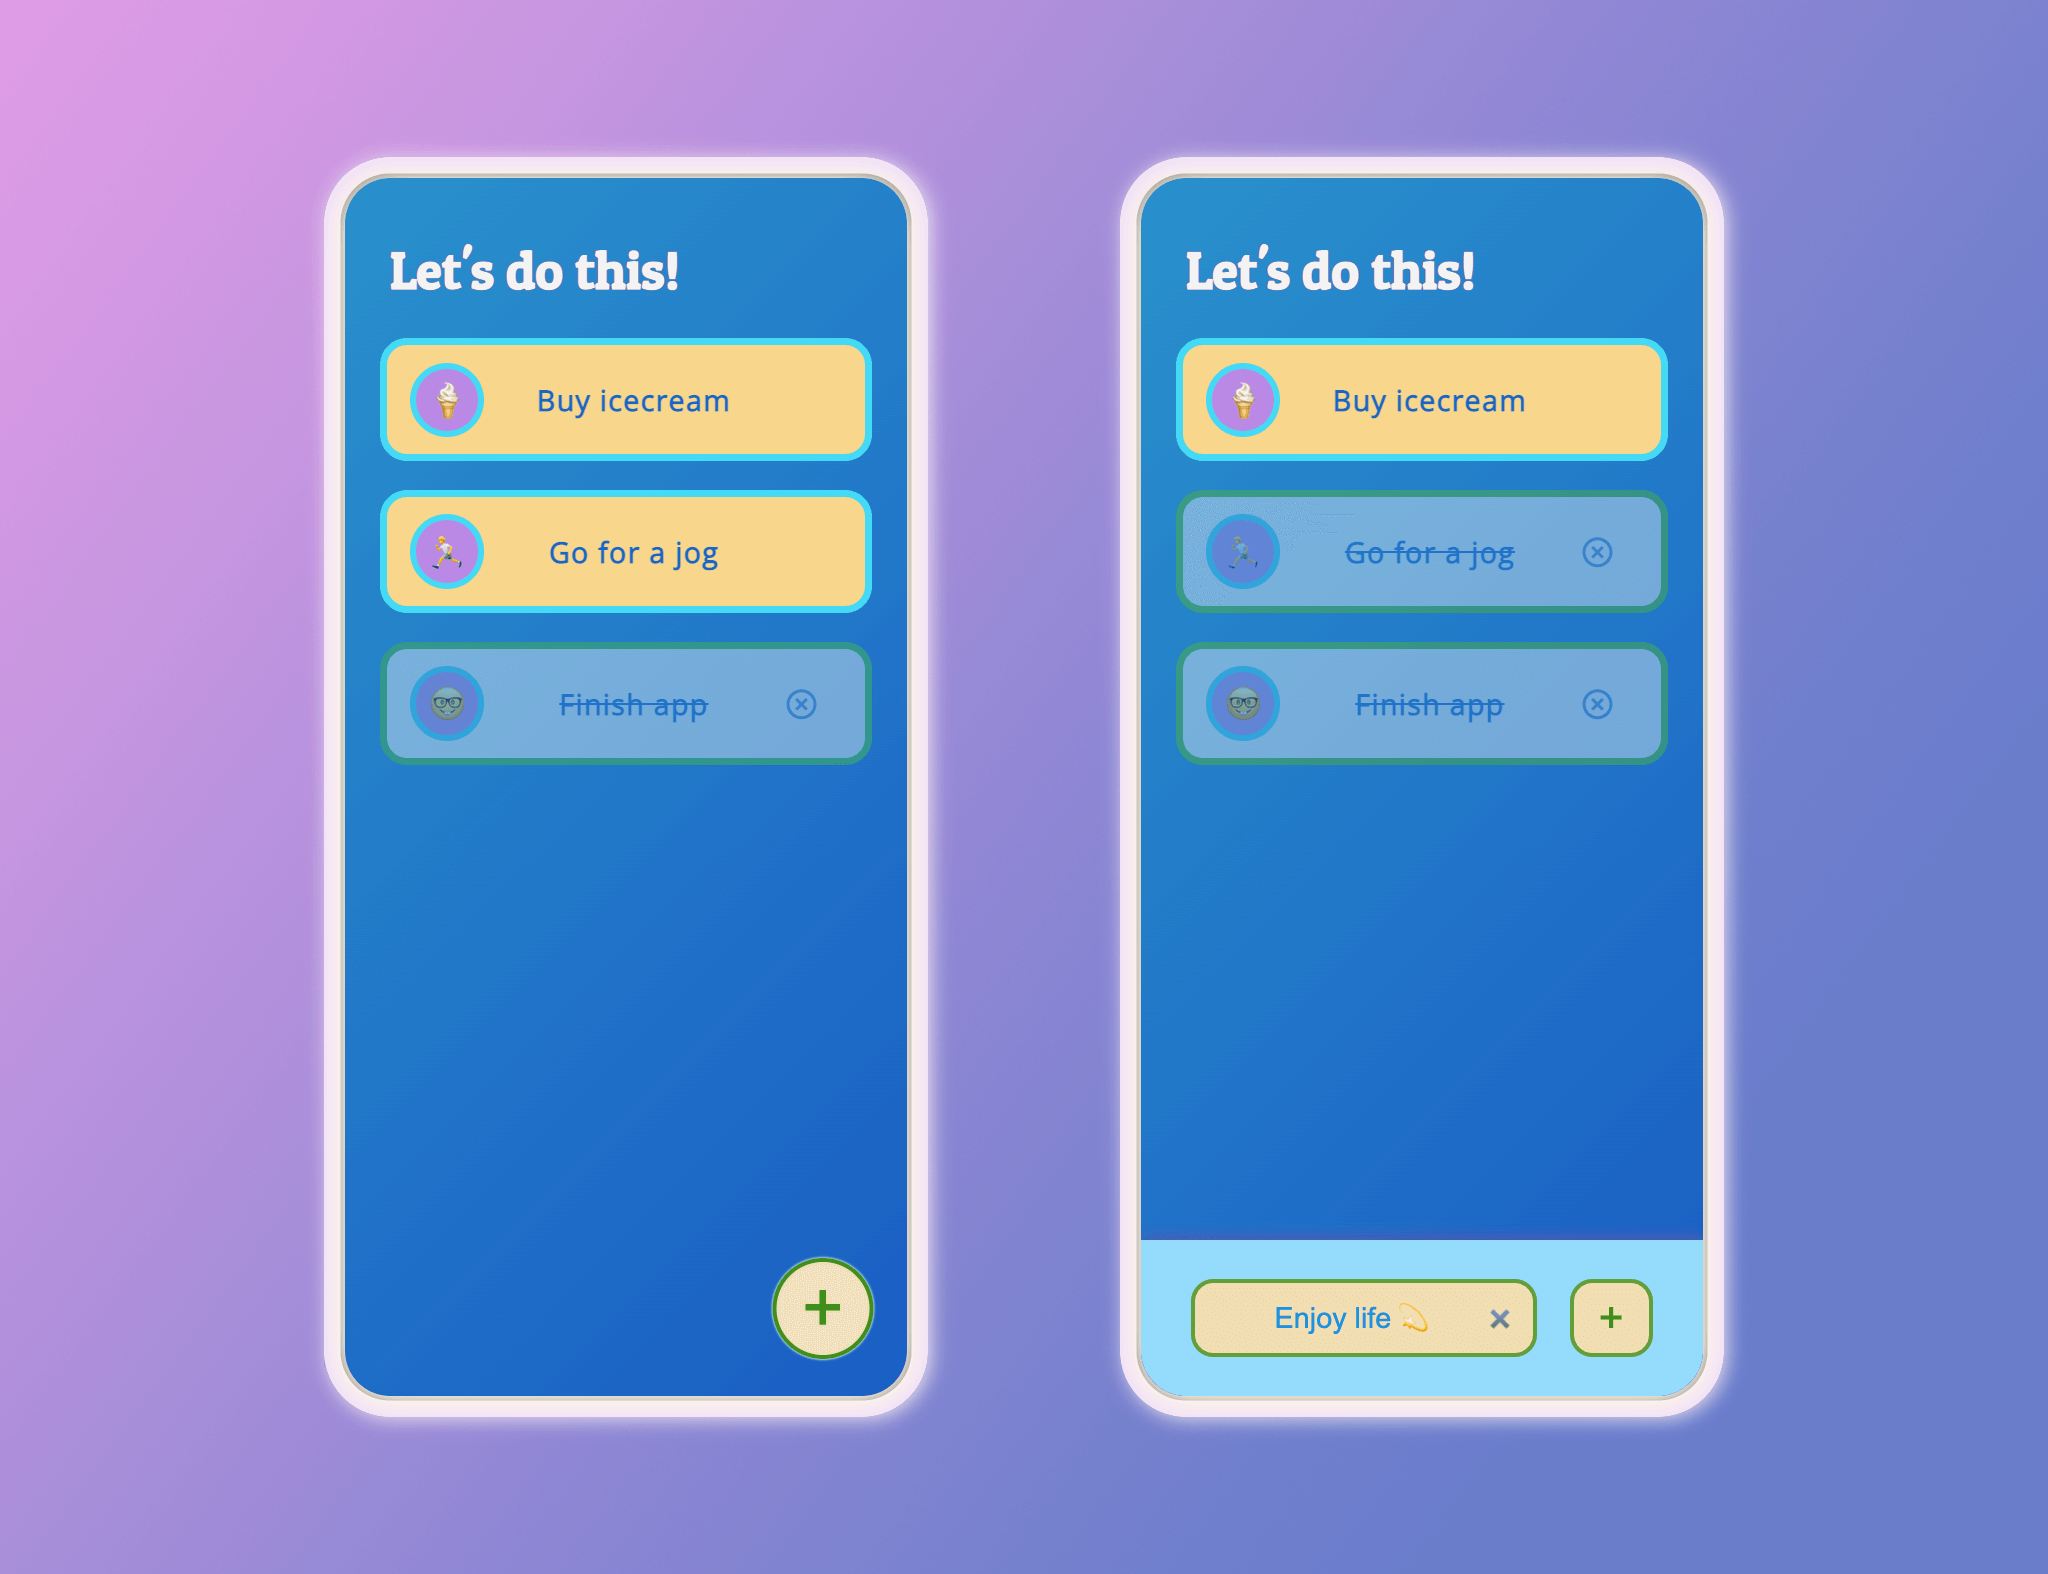 Let's do this!
Buy icecream
Go for a jog
Finish app
+
Let's do this!
Buy icecream
Go for a jog
Finish app
Enjoy life 💫
+